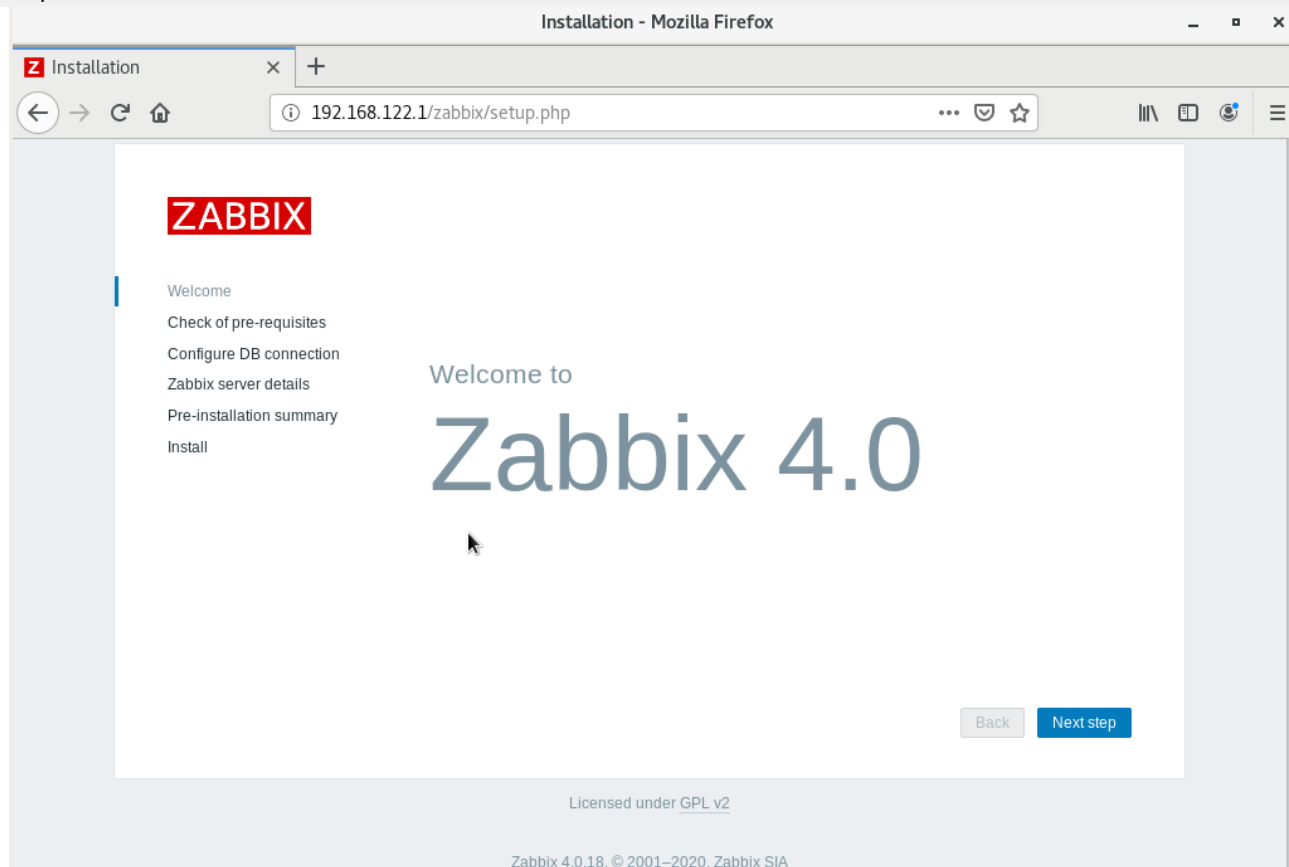 Installation - Mozilla Firefox
Z Installation
192.168.122.1/zabbix/setup.php
ZABBIX
Welcome
Check of pre-requisites
Configure DB connection
Zabbix server details
Pre-installation summary
Install
Welcome to
Zabbix 4.0
Back Next step
Licensed under GPL v2
Zabbix 4.0.18. © 2001–2020, Zabbix SIA